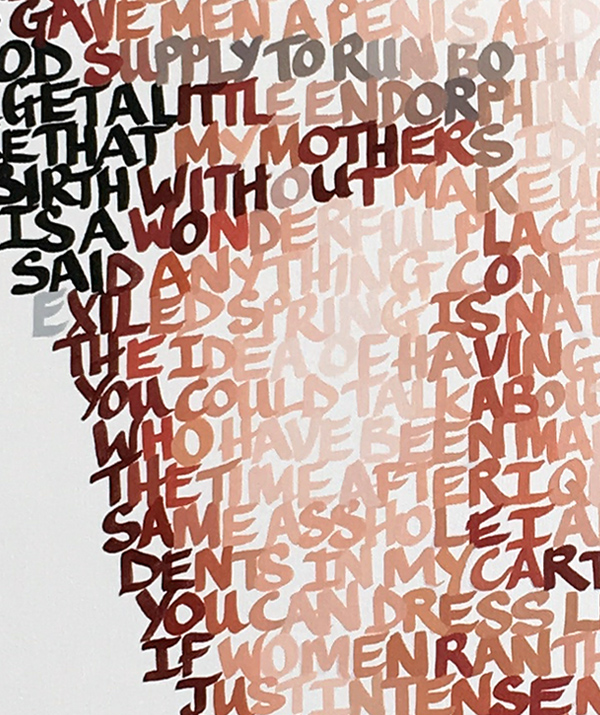 GAVE MEN A PENIS AND
OD SUPPLY TO RUN BOTH A
GET A LITTLE ENDORPHIN
E THAT MY MOTHERS IDE
BIRTH WITHOUT MAKE U
IS A WONDERFUL PLACE
SAID ANYTHING CONT
EXILED SPRING IS NAT
THE IDEA OF HAVING
YOU COULD TALK ABOU
WHO HAVE BEEN MA
THE TIME AFTER I Q
SAME ASSHOLE I A
DENTS IN MY CART
YOU CAN DRESS L
IF WOMEN RAN TH
JUST INTENSE N